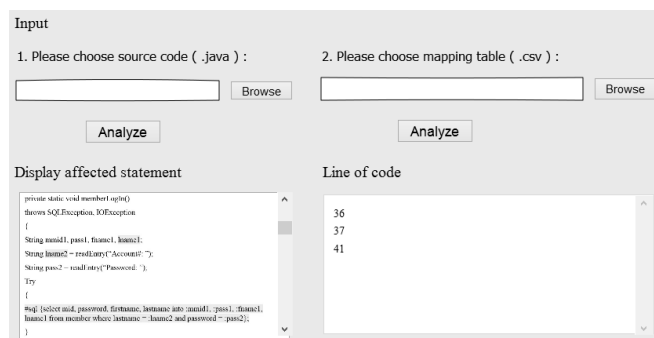 Input
1. Please choose source code ( .java ) :
2. Please choose mapping table ( .csv ) :
Browse
Browse
Analyze
Analyze
Display affected statement
Line of code
private static void memberLogIn()
throws SQLException, IOException
{
String mmid1, pass1, fname1, lname1;
String lname2 = readEntry("Account#: ");
String pass2 = readEntry("Password: ");
Try
{
#sql {select mid, password, firstname, lastname into :mmid1, :pass1, :fname1,
lname1 from member where lastname = :lname2 and password = :pass2};
}
36
37
41